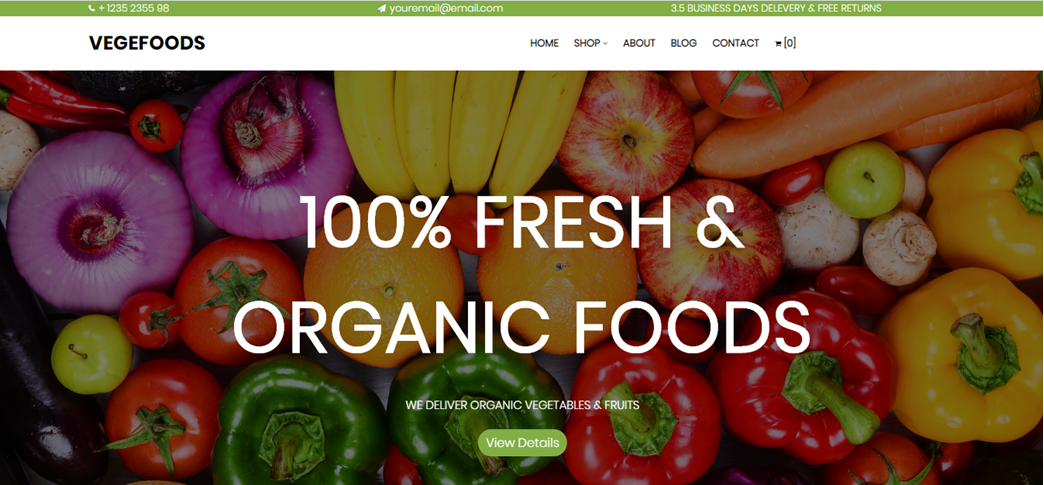 + 1235 2355 98
youremail@email.com
3.5 BUSINESS DAYS DELEVERY & FREE RETURNS
VEGEFOODS
HOME
SHOP
ABOUT
BLOG
CONTACT
[0]
100% FRESH &
ORGANIC FOODS
WE DELIVER ORGANIC VEGETABLES & FRUITS
View Details